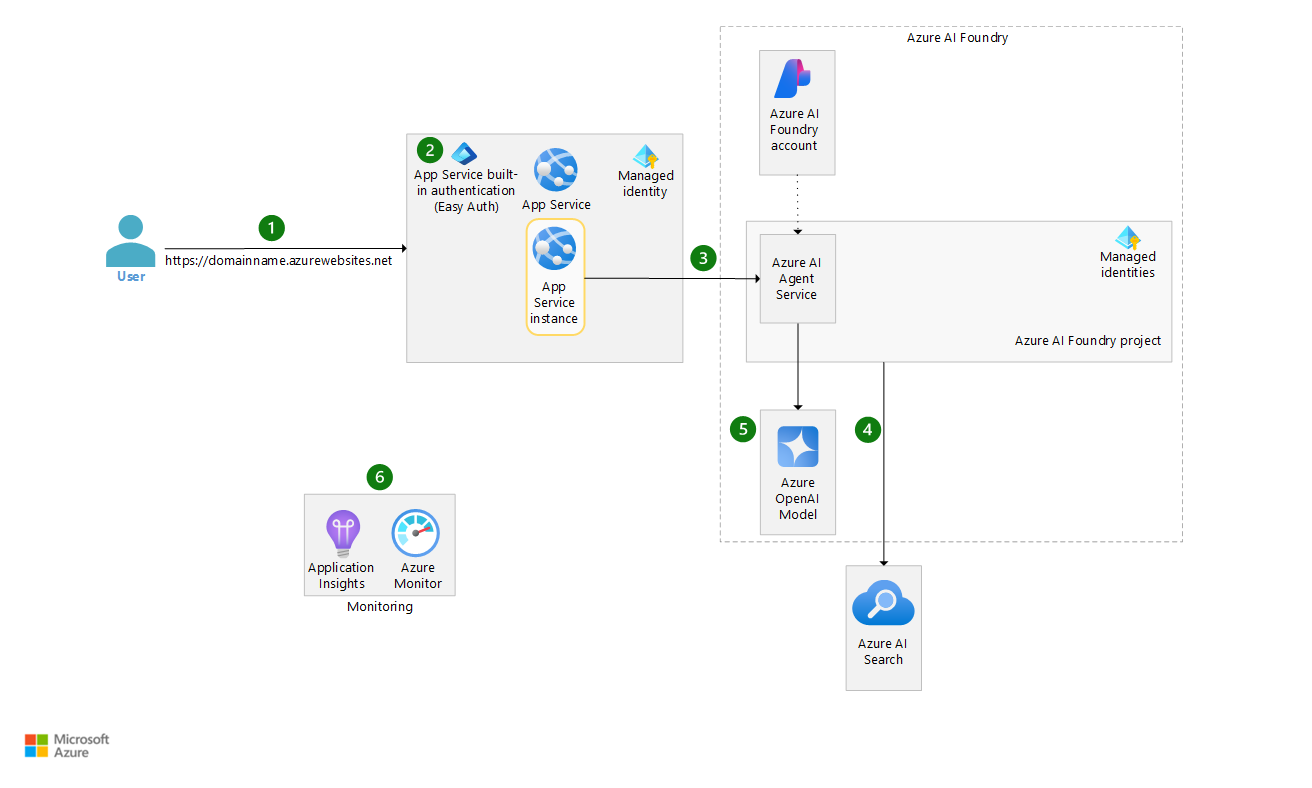 Azure AI Foundry
Azure AI
Foundry
account
2
App Service built-
in authentication
(Easy Auth)
App Service
Managed
identity
1
https://domainname.azurewebsites.net
User
App
Service
instance
3
Azure AI
Agent
Service
Managed
identities
Azure AI Foundry project
5
4
Azure
OpenAI
Model
6
Application
Insights
Azure
Monitor
Monitoring
Azure AI
Search
Microsoft
Azure